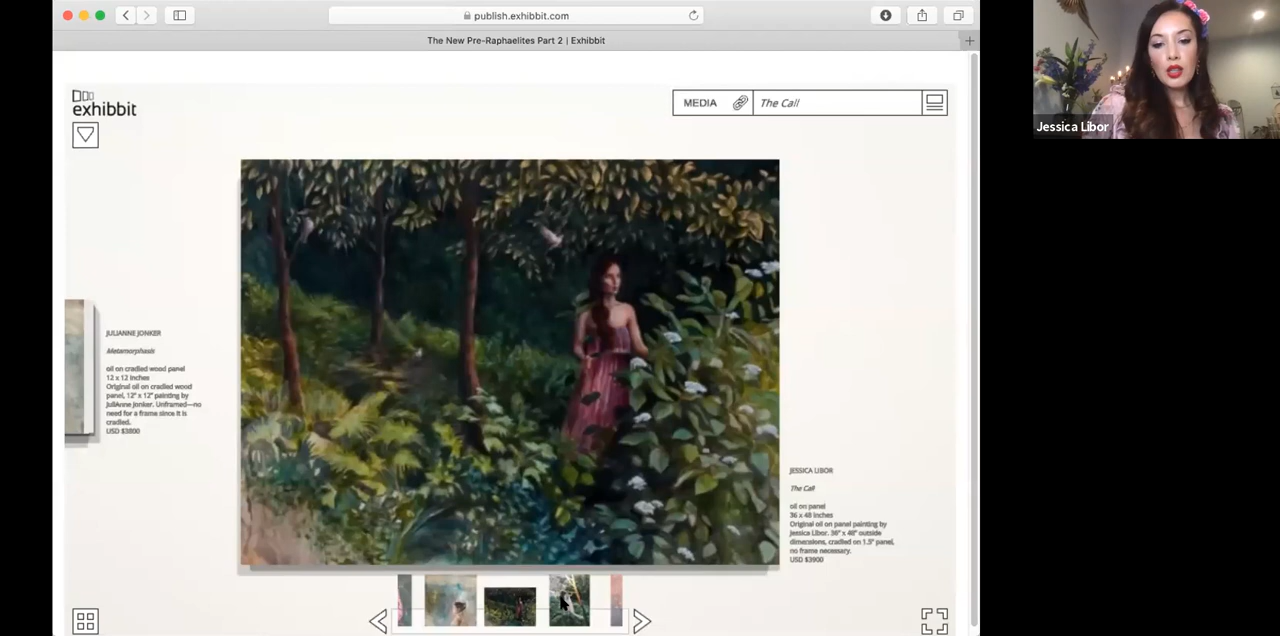 publish.exhibbit.com
The New Pre-Raphaelites Part 2 | Exhibbit
exhibbit
MEDIA
The Call
Jessica Libor
JULIANNE JONKER
Metamorphosis
oil on cradled wood panel
12 x 12 inches
Original oil on cradled wood
panel, 12" x 12" painting by
JuliAnne Jonker. Unframed—no
need for a frame since it is
cradled.
USD $3800
JESSICA LIBOR
The Call
oil on panel
36 x 48 inches
Original oil on panel painting by
Jessica Libor. 36" x 48" outside
dimensions, cradled on 1.5" panel,
no frame necessary.
USD $3900